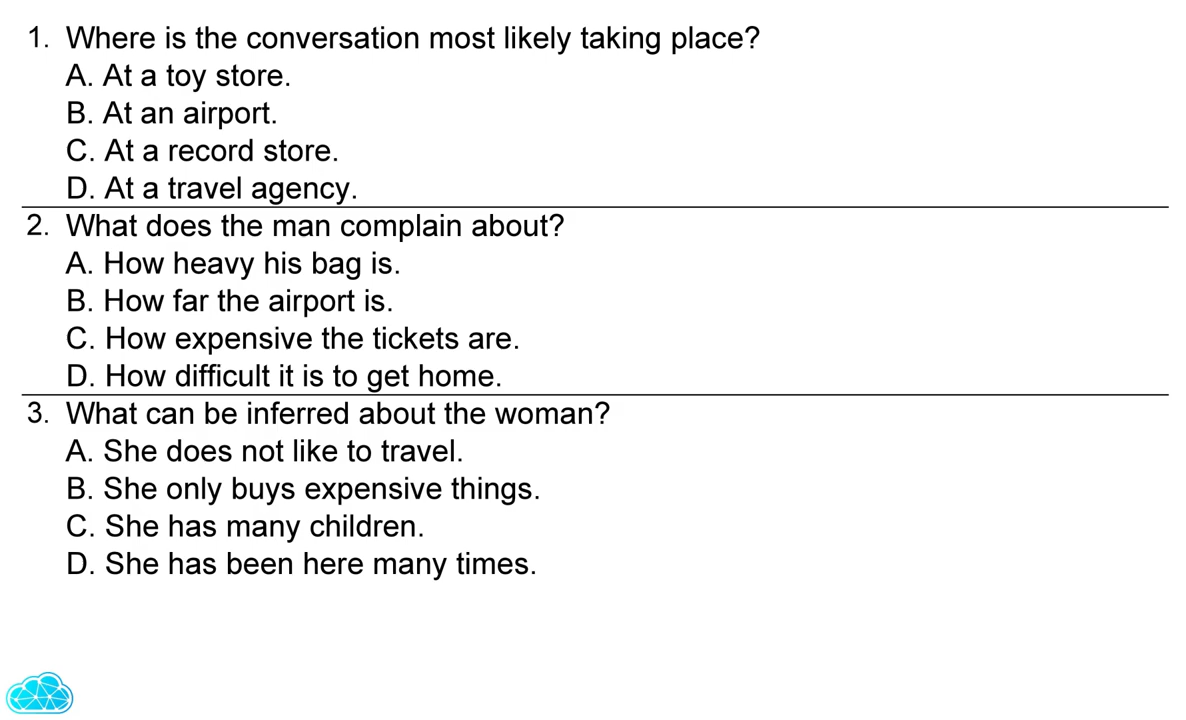 1. Where is the conversation most likely taking place?
A. At a toy store.
B. At an airport.
C. At a record store.
D. At a travel agency.
2. What does the man complain about?
A. How heavy his bag is.
B. How far the airport is.
C. How expensive the tickets are.
D. How difficult it is to get home.
3. What can be inferred about the woman?
A. She does not like to travel.
B. She only buys expensive things.
C. She has many children.
D. She has been here many times.